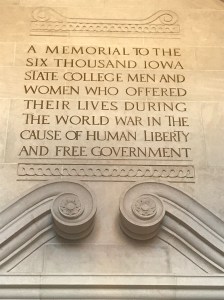 A MEMORIAL TO THE
SIX THOUSAND IOWA
STATE COLLEGE MEN AND
WOMEN WHO OFFERED
THEIR LIVES DURING
THE WORLD WAR IN THE
CAUSE OF HUMAN LIBERTY
AND FREE GOVERNMENT